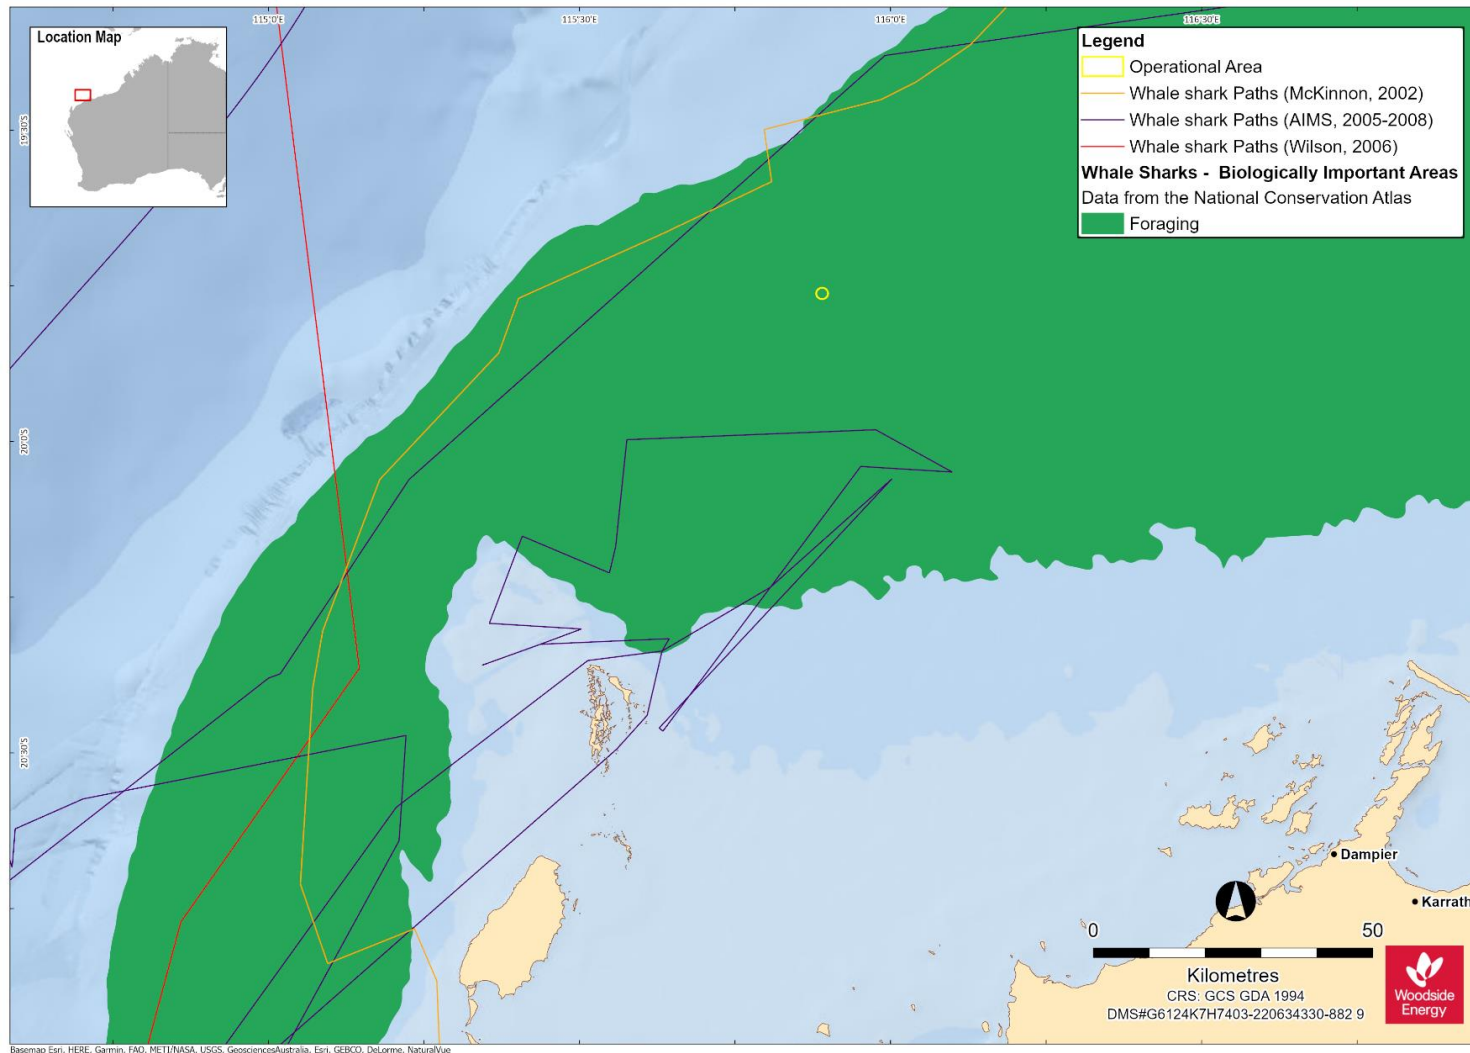 115°0'E
115°30'E
116°0'E
116°30'E
Location Map
Legend
Operational Area
Whale shark Paths (McKinnon, 2002)
Whale shark Paths (AIMS, 2005-2008)
Whale shark Paths (Wilson, 2006)
Whale Sharks - Biologically Important Areas
Data from the National Conservation Atlas
Foraging
19°30'S
20°0'S
20°30'S
Dampier
Karrath
0 50
Kilometres
CRS: GCS GDA 1994
DMS#G6124K7H7403-220634330-882 9
Woodside
Energy
Basemap Esri, HERE, Garmin, FAO, METI/NASA, USGS, GeosciencesAustralia, Esri, GEBCO, DeLorme, NaturalVue